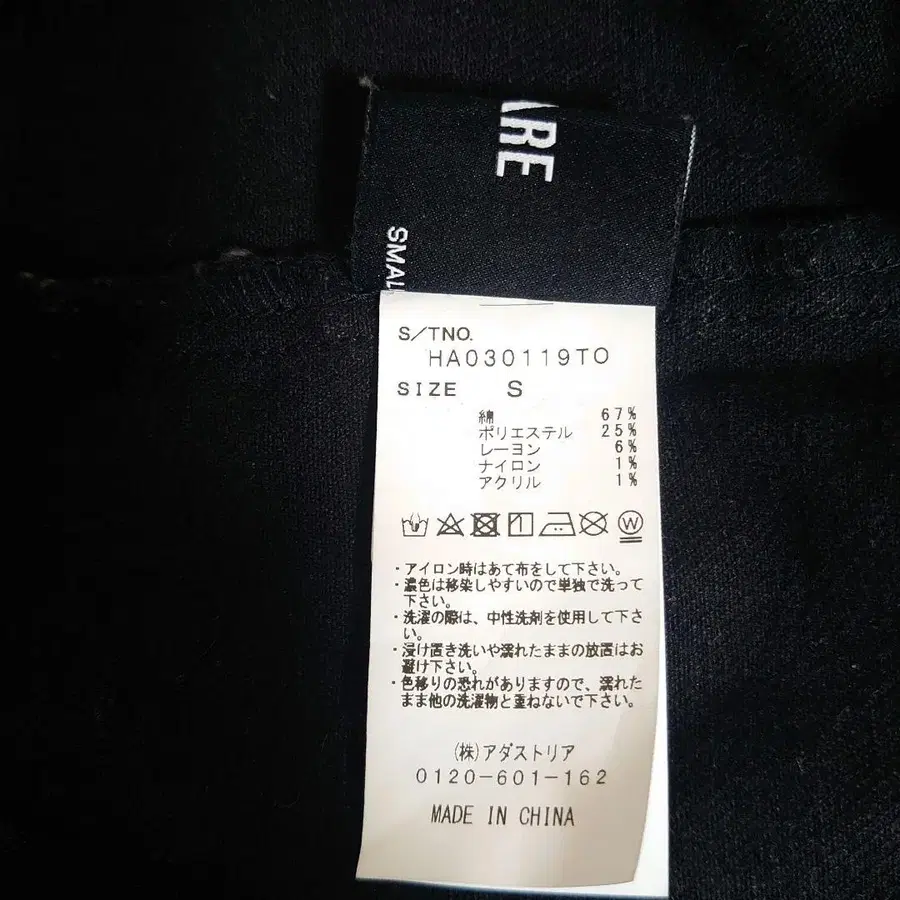 ARE
SMAL
S/TNO.
HA030119TO
SIZE S
綿 67%
ポリエステル 25%
レーヨン 6%
ナイロン 1%
アクリル 1%
W
・アイロン時はあて布をして下さい。
・濃色は移染しやすいので単独で洗って
下さい。
・洗濯の際は、中性洗剤を使用して下さ
い。
・浸け置き洗いや濡れたままの放置はお
避け下さい。
・色移りの恐れがありますので、濡れた
まま他の洗濯物と重ねないで下さい。
(株)アダストリア
0120-601-162
MADE IN CHINA